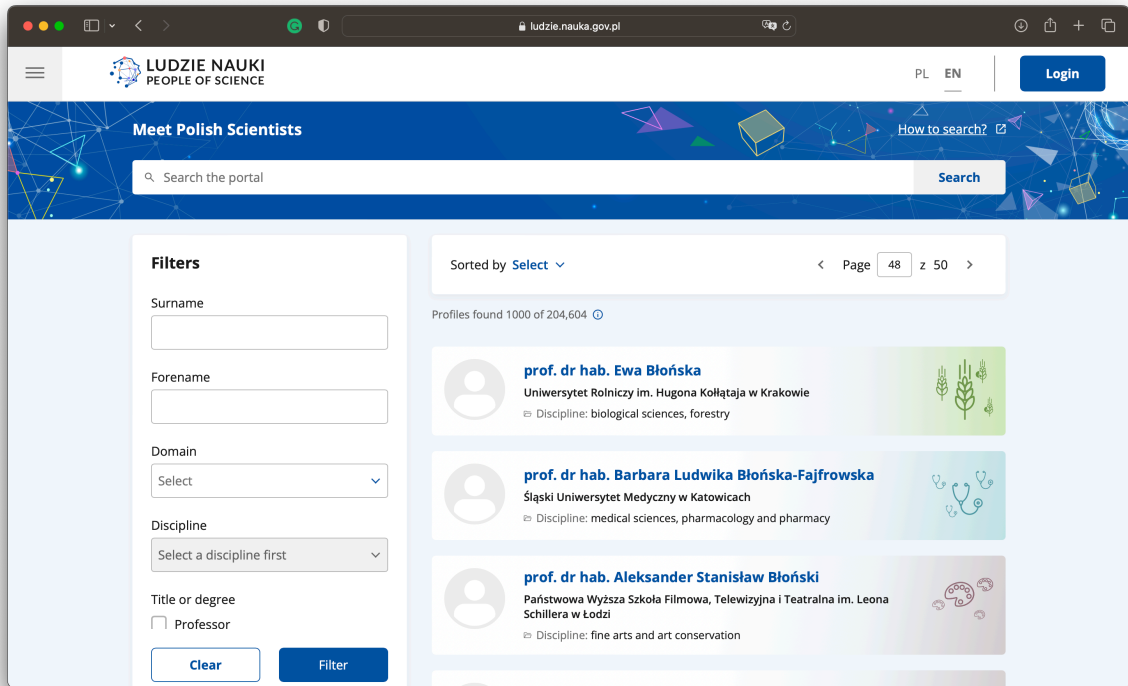 ludzie.nauka.gov.pl
LUDZIE NAUKI
PEOPLE OF SCIENCE
PL EN
Login
Meet Polish Scientists
How to search?
Search the portal
Search
Filters
Surname
Forename
Domain
Select
Discipline
Select a discipline first
Title or degree
Professor
Clear
Filter
Sorted by Select
Page 48 z 50
Profiles found 1000 of 204,604
prof. dr hab. Ewa Błońska
Uniwersytet Rolniczy im. Hugona Kołłątaja w Krakowie
Discipline: biological sciences, forestry
prof. dr hab. Barbara Ludwika Błońska-Fajfrowska
Śląski Uniwersytet Medyczny w Katowicach
Discipline: medical sciences, pharmacology and pharmacy
prof. dr hab. Aleksander Stanisław Błoński
Państwowa Wyższa Szkoła Filmowa, Telewizyjna i Teatralna im. Leona
Schillera w Łodzi
Discipline: fine arts and art conservation